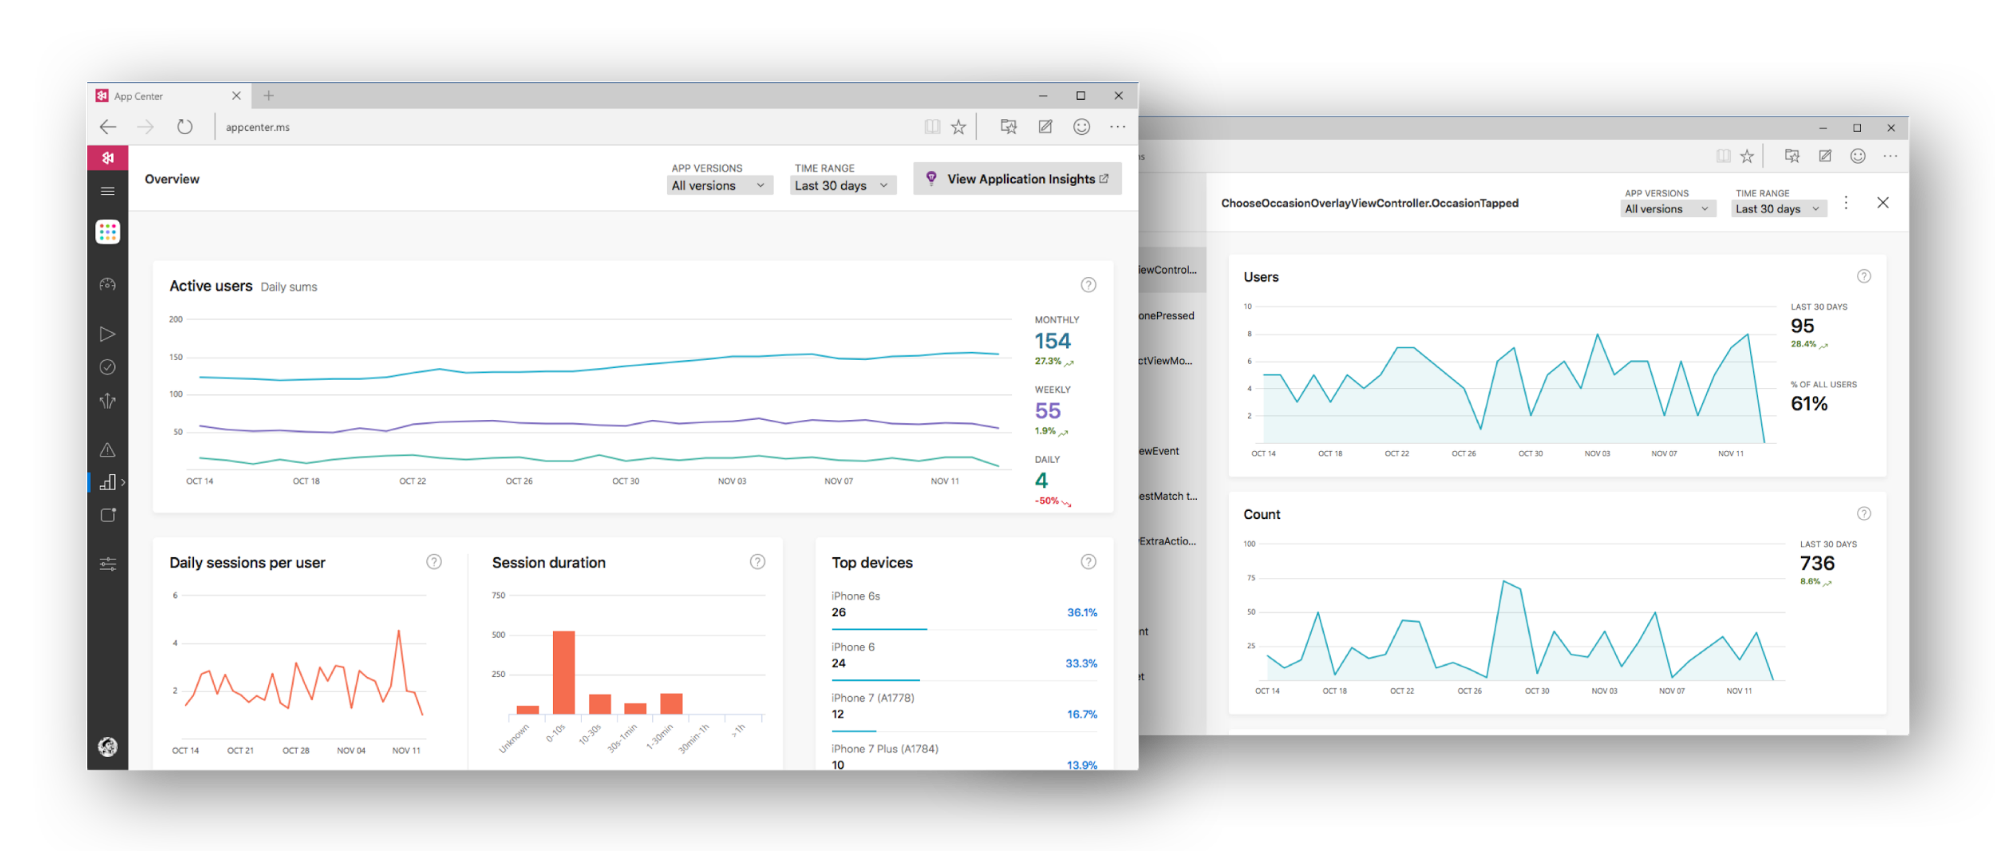 App Center
appcenter.ms
Overview
APP VERSIONS
All versions
TIME RANGE
Last 30 days
View Application Insights
Active users Daily sums
200
150
100
50
OCT 14 OCT 18 OCT 22 OCT 26 OCT 30 NOV 03 NOV 07 NOV 11
MONTHLY
154
27.3%
WEEKLY
55
1.9%
DAILY
4
-50%
Daily sessions per user
6
4
2
OCT 14 OCT 21 OCT 28 NOV 04 NOV 11
Session duration
750
500
250
Unknown 0-10s 10-30s 30s-1min 1-30min 30min-1h >1h
Top devices
iPhone 6s
26 36.1%
iPhone 6
24 33.3%
iPhone 7 (A1778)
12 16.7%
iPhone 7 Plus (A1784)
10 13.9%
ns
ChooseOccasionOverlayViewController.OccasionTapped
APP VERSIONS
All versions
TIME RANGE
Last 30 days
iewControl...
onePressed
ctViewMo...
ewEvent
estMatch t...
ExtraActio...
nt
et
Users
10
8
6
4
2
OCT 14 OCT 18 OCT 22 OCT 26 OCT 30 NOV 03 NOV 07 NOV 11
LAST 30 DAYS
95
28.4%
% OF ALL USERS
61%
Count
100
75
50
25
OCT 14 OCT 18 OCT 22 OCT 26 OCT 30 NOV 03 NOV 07 NOV 11
LAST 30 DAYS
736
8.6%